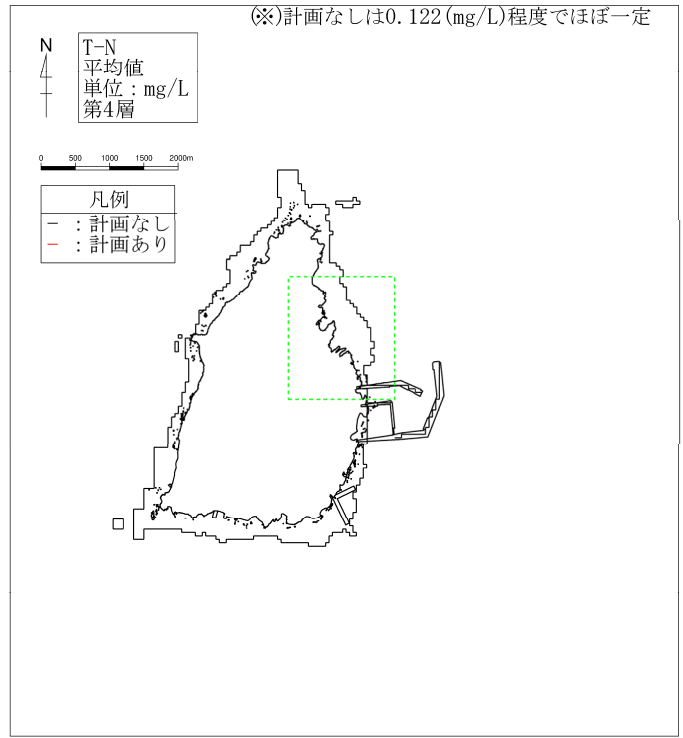 (※)計画なしは0.122(mg/L)程度でほぼ一定
N
T-N
平均値
単位：mg/L
第4層
0 500 1000 1500 2000m
凡例
－ ：計画なし
－ ：計画あり